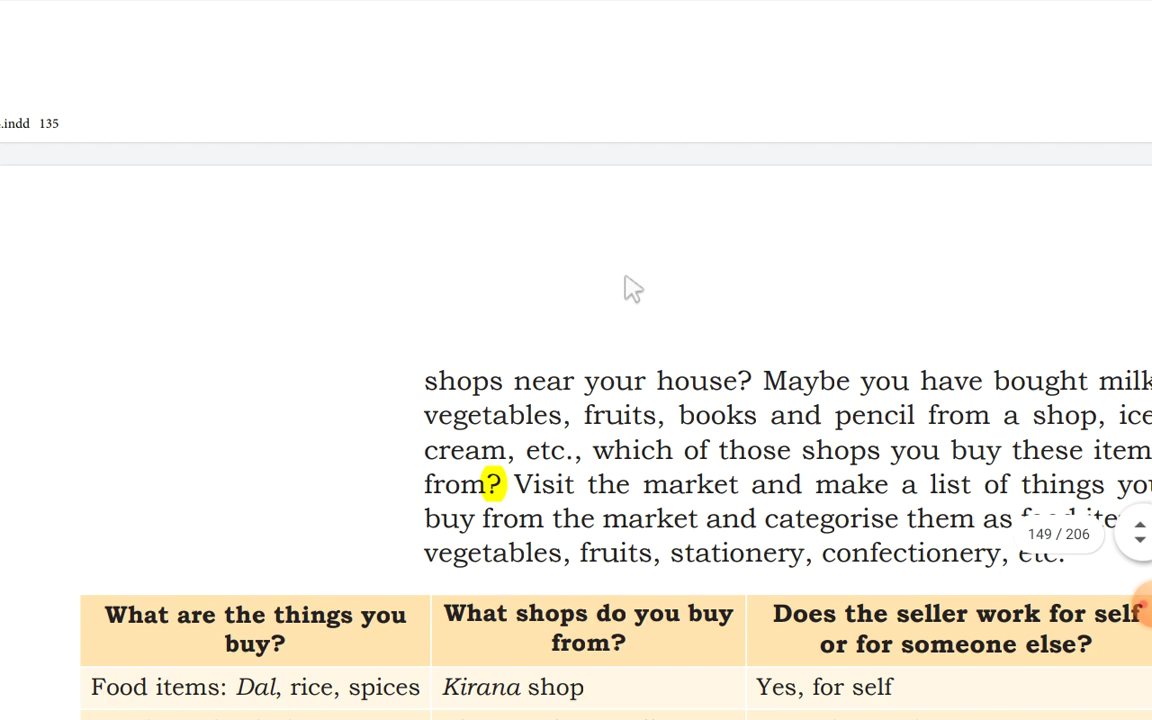 .indd 135
shops near your house? Maybe you have bought milk
vegetables, fruits, books and pencil from a shop, ice
cream, etc., which of those shops you buy these item
from? Visit the market and make a list of things you
buy from the market and categorise them as food ite
149 / 206
vegetables, fruits, stationery, confectionery, etc.
What are the things you buy?
What shops do you buy from?
Does the seller work for self or for someone else?
Food items: Dal, rice, spices
Kirana shop
Yes, for self